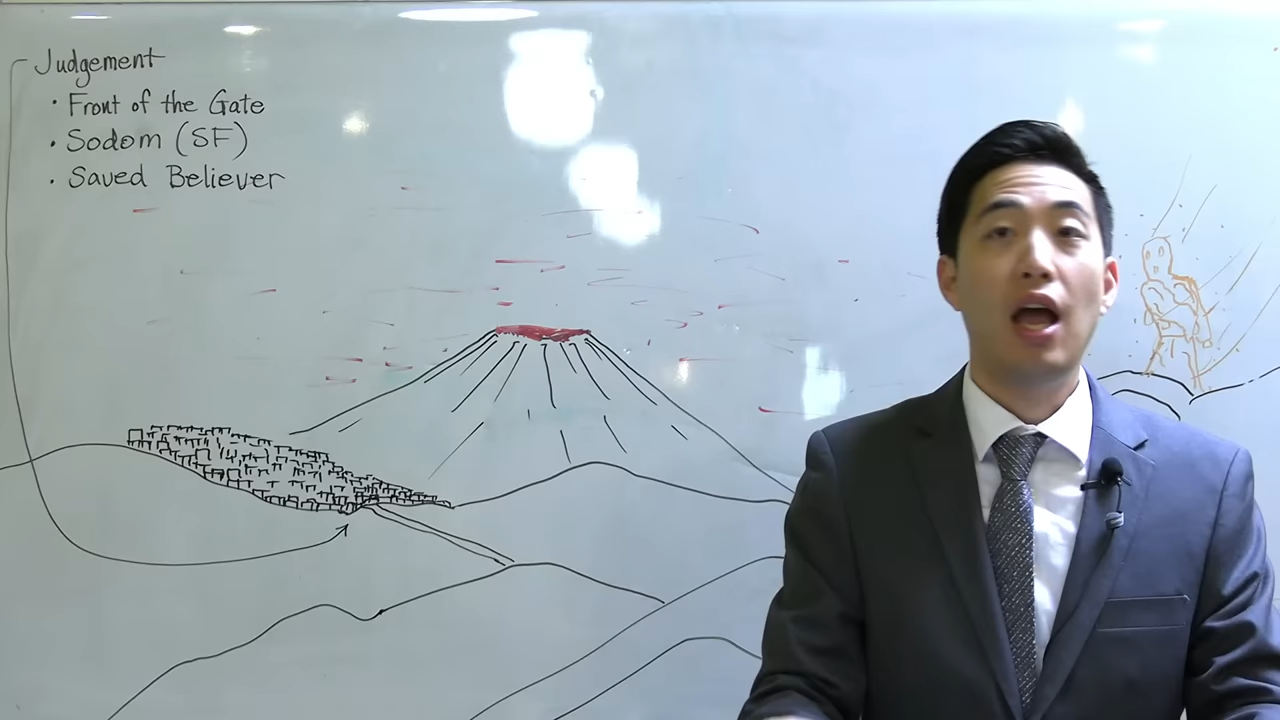 Judgement
· Front of the Gate
· Sodom (SF)
· Saved Believer